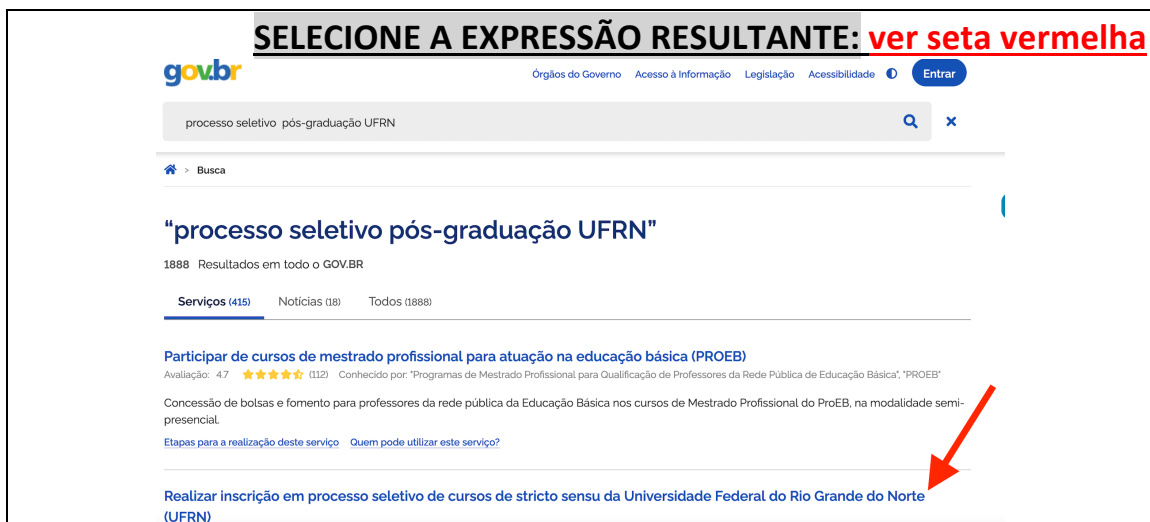 SELECIONE A EXPRESSÃO RESULTANTE: ver seta vermelha
gov.br
Órgãos do Governo Acesso à Informação Legislação Acessibilidade Entrar
processo seletivo pós-graduação UFRN
> Busca
“processo seletivo pós-graduação UFRN”
1888 Resultados em todo o GOV.BR
Serviços (415) Notícias (18) Todos (1888)
Participar de cursos de mestrado profissional para atuação na educação básica (PROEB)
Avaliação: 4.7 (112) Conhecido por: "Programas de Mestrado Profissional para Qualificação de Professores da Rede Pública de Educação Básica", "PROEB"
Concessão de bolsas e fomento para professores da rede pública da Educação Básica nos cursos de Mestrado Profissional do ProEB, na modalidade semi-
presencial.
Etapas para a realização deste serviço Quem pode utilizar este serviço?
Realizar inscrição em processo seletivo de cursos de stricto sensu da Universidade Federal do Rio Grande do Norte
(UFRN)